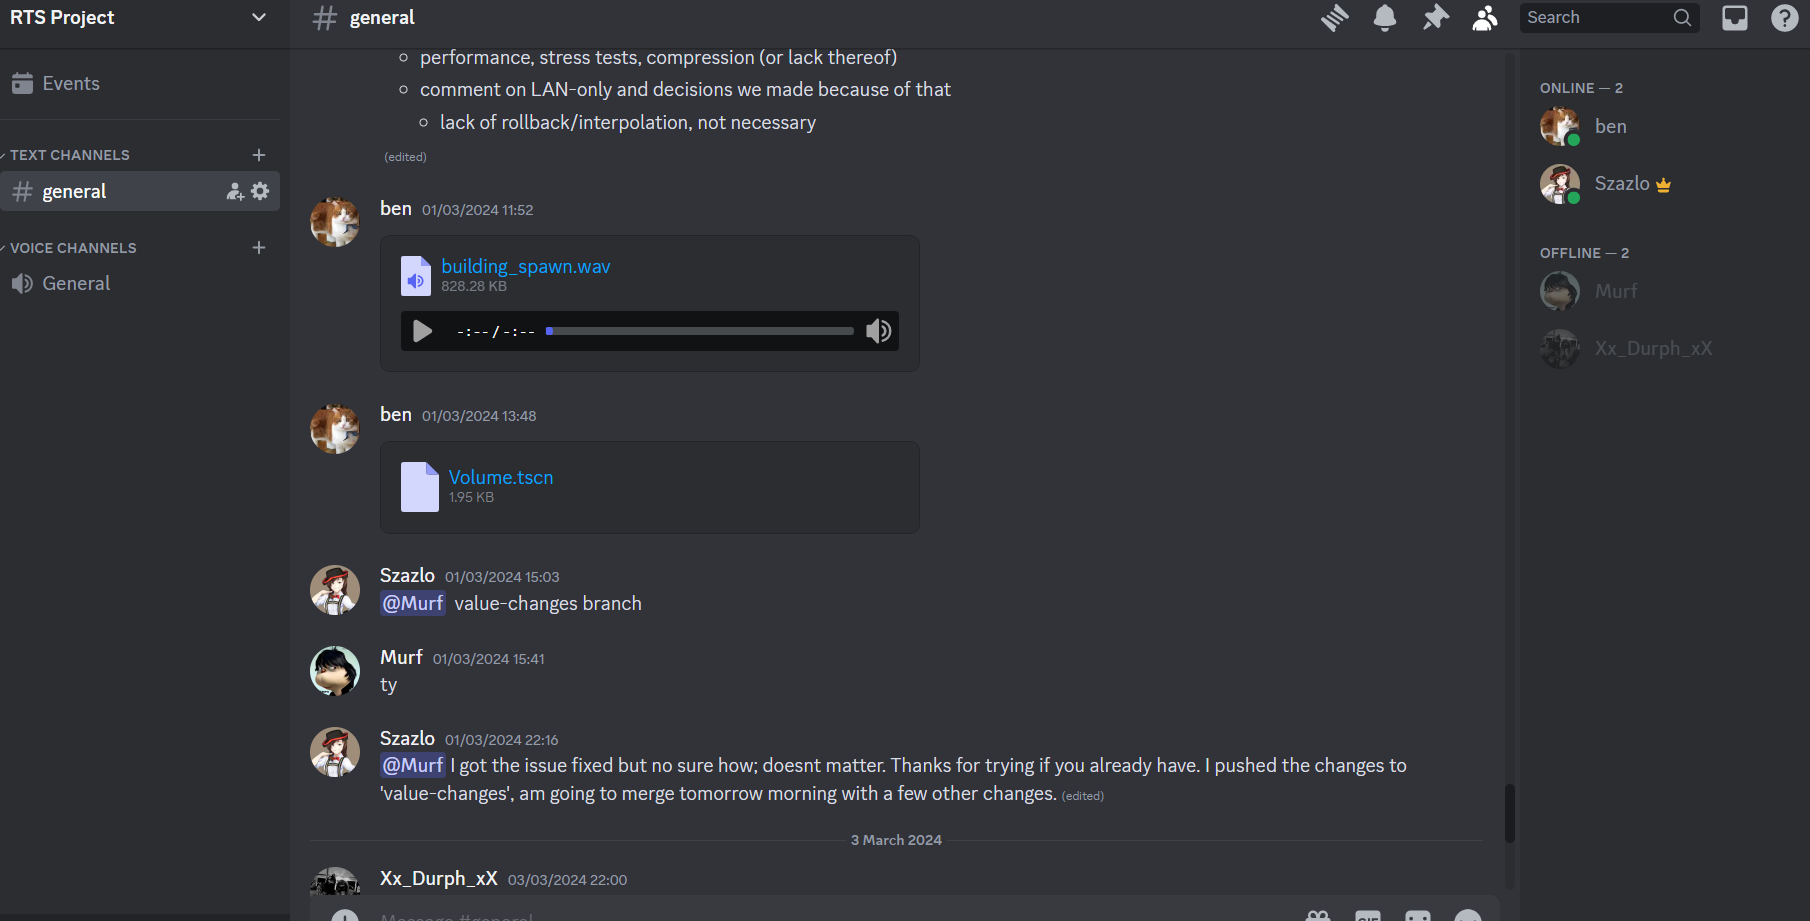 RTS Project
Events
TEXT CHANNELS
general
VOICE CHANNELS
General
general
Search
performance, stress tests, compression (or lack thereof)
comment on LAN-only and decisions we made because of that
lack of rollback/interpolation, not necessary
(edited)
ben 01/03/2024 11:52
building_spawn.wav
828.28 KB
-:-- / -:--
ben 01/03/2024 13:48
Volume.tscn
1.95 KB
Szazlo 01/03/2024 15:03
@Murf value-changes branch
Murf 01/03/2024 15:41
ty
Szazlo 01/03/2024 22:16
@Murf I got the issue fixed but no sure how; doesnt matter. Thanks for trying if you already have. I pushed the changes to
'value-changes', am going to merge tomorrow morning with a few other changes. (edited)
3 March 2024
Xx_Durph_xX 03/03/2024 22:00
Message #general
GIF
ONLINE — 2
ben
Szazlo
OFFLINE — 2
Murf
Xx_Durph_xX